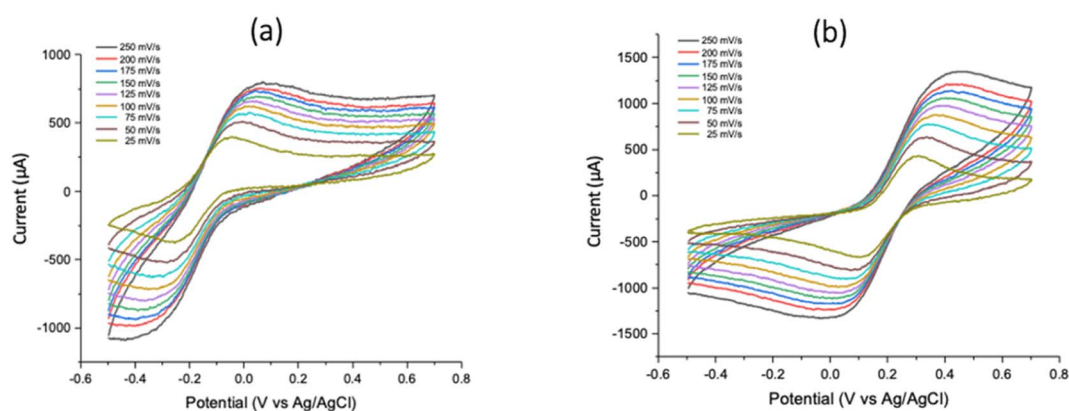 (a)
250 mV/s
200 mV/s
175 mV/s
150 mV/s
125 mV/s
100 mV/s
75 mV/s
50 mV/s
25 mV/s
1000
500
0
-500
-1000
Current (µA)
-0.6 -0.4 -0.2 0.0 0.2 0.4 0.6 0.8
Potential (V vs Ag/AgCl)
(b)
250 mV/s
200 mV/s
175 mV/s
150 mV/s
125 mV/s
100 mV/s
75 mV/s
50 mV/s
25 mV/s
1500
1000
500
0
-500
-1000
-1500
Current (µA)
-0.6 -0.4 -0.2 0.0 0.2 0.4 0.6 0.8
Potential (V vs Ag/AgCl)